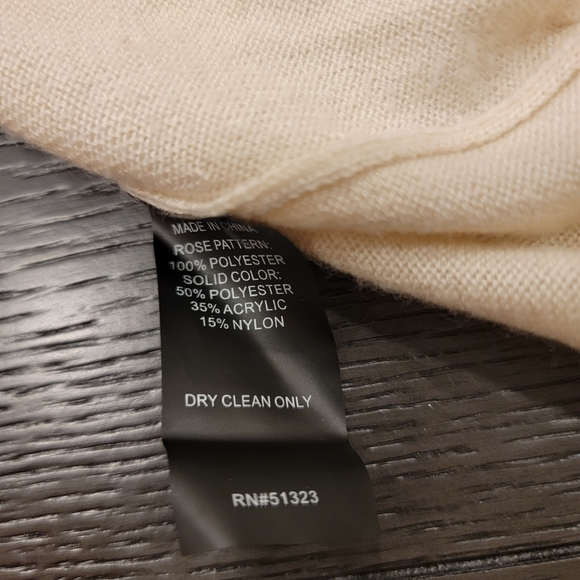 MADE IN CHINA
ROSE PATTERN:
100% POLYESTER
SOLID COLOR:
50% POLYESTER
35% ACRYLIC
15% NYLON
DRY CLEAN ONLY
RN#51323